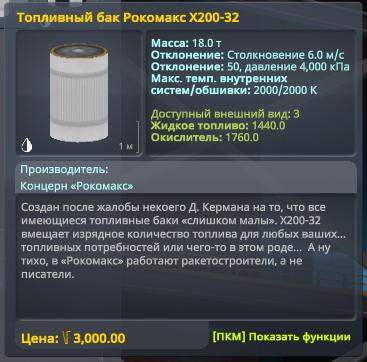 Топливный бак Рокомакс X200-32
Масса: 18.0 т
Отклонение: Столкновение 6.0 м/с
Отклонение: 50, давление 4,000 кПа
Макс. темп. внутренних
систем/обшивки: 2000/2000 K
Доступный внешний вид: 3
Жидкое топливо: 1440.0
Окислитель: 1760.0
1 м
Производитель:
Концерн «Рокомакс»
Создан после жалобы некоего Д. Кермана на то, что все
имеющиеся топливные баки «слишком малы». X200-32
вмещает изрядное количество топлива для любых ваших...
топливных потребностей или чего-то в этом роде... А ну
тихо, в «Рокомакс» работают ракетостроители, а не
писатели.
Цена: 3,000.00
[ПКМ] Показать функции